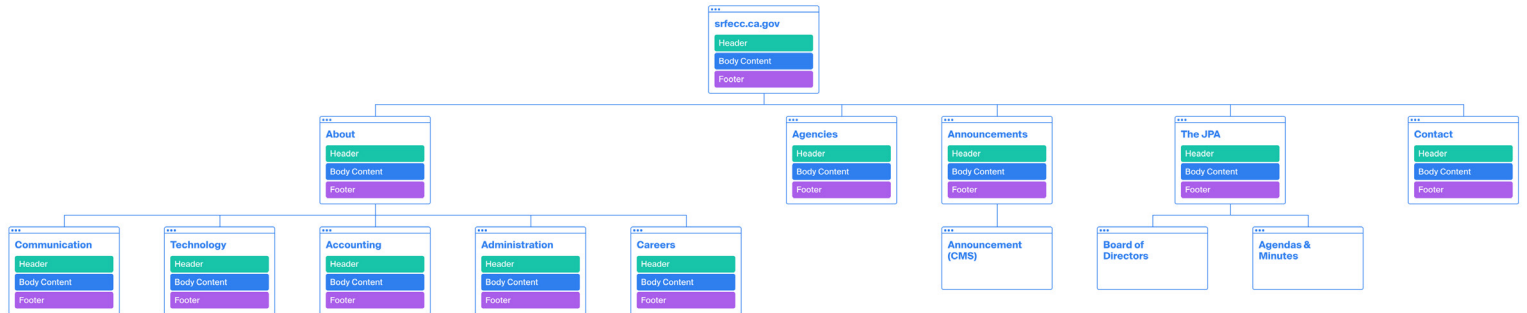 srfecc.ca.gov
Header
Body Content
Footer
About
Header
Body Content
Footer
Agencies
Header
Body Content
Footer
Announcements
Header
Body Content
Footer
The JPA
Header
Body Content
Footer
Contact
Header
Body Content
Footer
Communication
Header
Body Content
Footer
Technology
Header
Body Content
Footer
Accounting
Header
Body Content
Footer
Administration
Header
Body Content
Footer
Careers
Header
Body Content
Footer
Announcement
(CMS)
Board of
Directors
Agendas &
Minutes